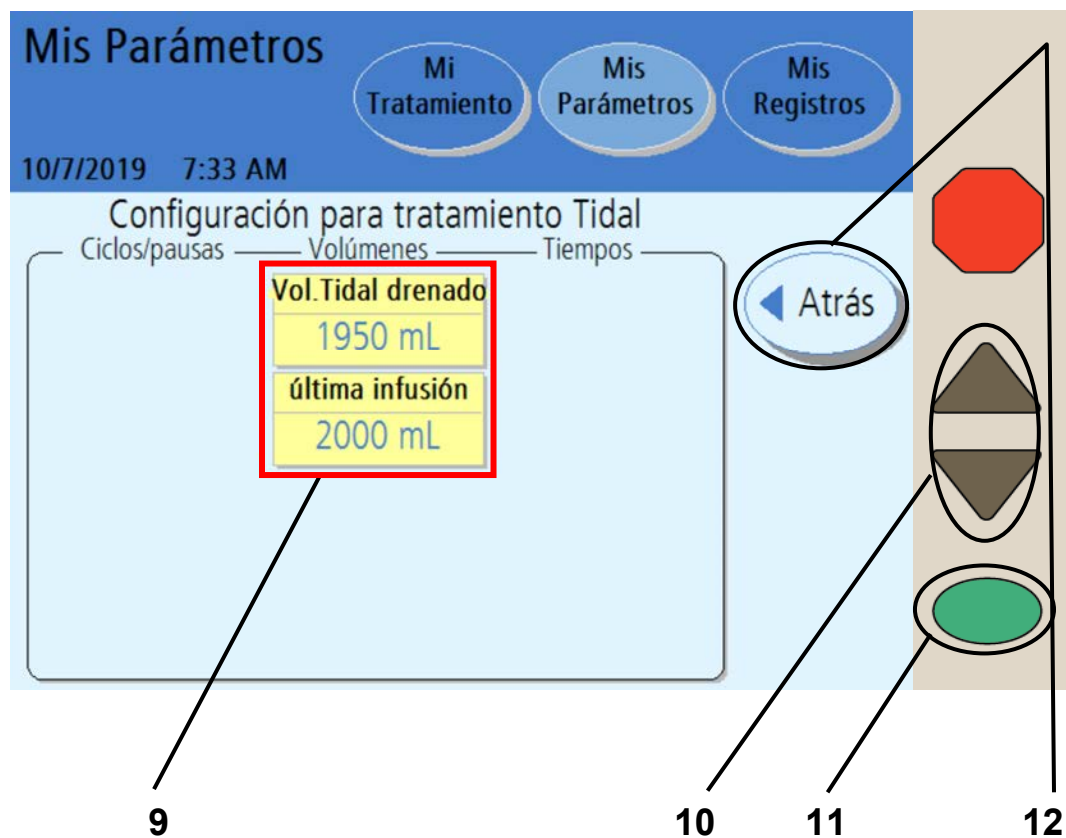 Mis Parámetros
Mi
Tratamiento
Mis
Parámetros
Mis
Registros
10/7/2019 7:33 AM
Configuración para tratamiento Tidal
Ciclos/pausas Volúmenes Tiempos
Vol.Tidal drenado
1950 mL
última infusión
2000 mL
Atrás
9 10 11 12